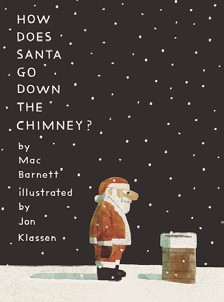 HOW
DOES
SANTA
GO
DOWN
THE
CHIMNEY?
by
Mac
Barnett
illustrated
by
Jon
Klassen